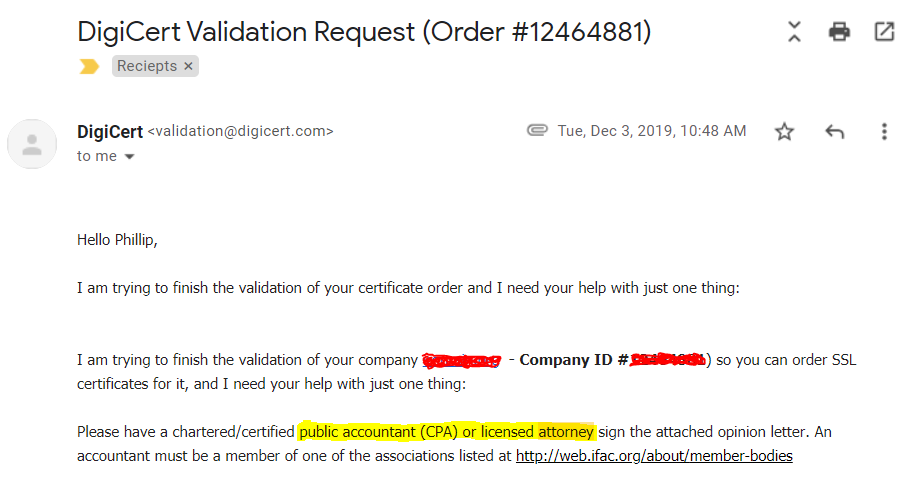 DigiCert Validation Request (Order #12464881)
Reciepts ×
DigiCert <validation@digicert.com>
Tue, Dec 3, 2019, 10:48 AM
to me
Hello Phillip,
I am trying to finish the validation of your certificate order and I need your help with just one thing:
I am trying to finish the validation of your company - Company ID # ) so you can order SSL
certificates for it, and I need your help with just one thing:
Please have a chartered/certified public accountant (CPA) or licensed attorney sign the attached opinion letter. An
accountant must be a member of one of the associations listed at http://web.ifac.org/about/member-bodies